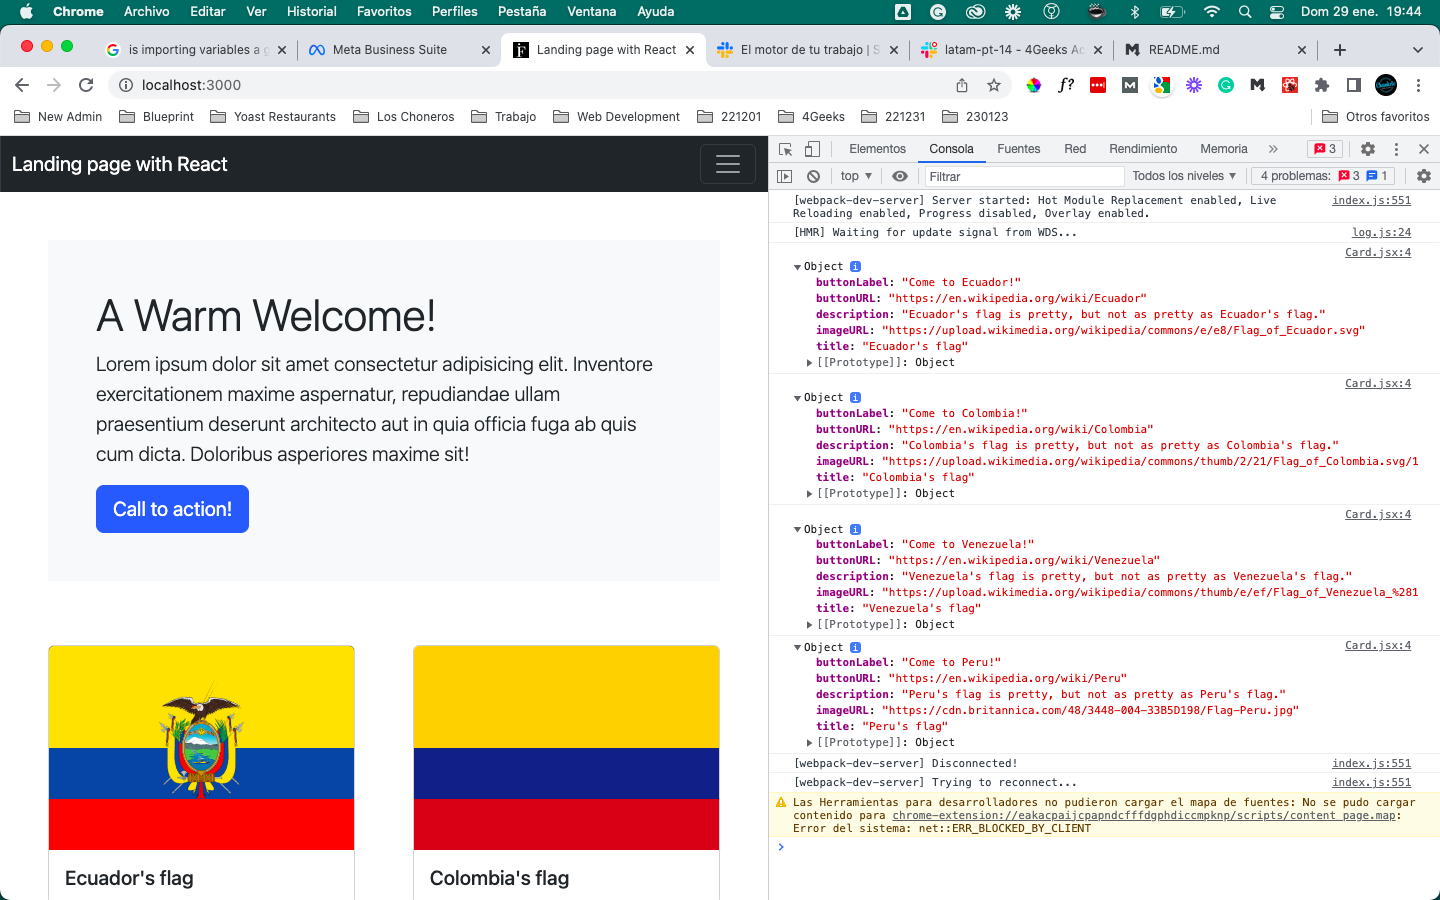 Chrome Archivo Editar Ver Historial Favoritos Perfiles Pestaña Ventana Ayuda Dom 29 ene. 19:44
is importing variables a g Meta Business Suite Landing page with React El motor de tu trabajo | S latam-pt-14 - 4Geeks Ac README.md
localhost:3000
New Admin Blueprint Yoast Restaurants Los Choneros Trabajo Web Development 221201 4Geeks 221231 230123 Otros favoritos
Landing page with React
A Warm Welcome!
Lorem ipsum dolor sit amet consectetur adipisicing elit. Inventore
exercitationem maxime aspernatur, repudiandae ullam
praesentium deserunt architecto aut in quia officia fuga ab quis
cum dicta. Doloribus asperiores maxime sit!
Call to action!
Ecuador's flag
Colombia's flag
Elementos Consola Fuentes Red Rendimiento Memoria » 3
top Filtrar Todos los niveles 4 problemas: 3 1
[webpack-dev-server] Server started: Hot Module Replacement enabled, Live index.js:551
Reloading enabled, Progress disabled, Overlay enabled.
[HMR] Waiting for update signal from WDS... log.js:24
Card.jsx:4
Object i
buttonLabel: "Come to Ecuador!"
buttonURL: "https://en.wikipedia.org/wiki/Ecuador"
description: "Ecuador's flag is pretty, but not as pretty as Ecuador's flag."
imageURL: "https://upload.wikimedia.org/wikipedia/commons/e/e8/Flag_of_Ecuador.svg"
title: "Ecuador's flag"
[[Prototype]]: Object
Card.jsx:4
Object i
buttonLabel: "Come to Colombia!"
buttonURL: "https://en.wikipedia.org/wiki/Colombia"
description: "Colombia's flag is pretty, but not as pretty as Colombia's flag."
imageURL: "https://upload.wikimedia.org/wikipedia/commons/thumb/2/21/Flag_of_Colombia.svg/1
title: "Colombia's flag"
[[Prototype]]: Object
Card.jsx:4
Object i
buttonLabel: "Come to Venezuela!"
buttonURL: "https://en.wikipedia.org/wiki/Venezuela"
description: "Venezuela's flag is pretty, but not as pretty as Venezuela's flag."
imageURL: "https://upload.wikimedia.org/wikipedia/commons/thumb/e/ef/Flag_of_Venezuela_%281
title: "Venezuela's flag"
[[Prototype]]: Object
Object i Card.jsx:4
buttonLabel: "Come to Peru!"
buttonURL: "https://en.wikipedia.org/wiki/Peru"
description: "Peru's flag is pretty, but not as pretty as Peru's flag."
imageURL: "https://cdn.britannica.com/48/3448-004-33B5D198/Flag-Peru.jpg"
title: "Peru's flag"
[[Prototype]]: Object
[webpack-dev-server] Disconnected! index.js:551
[webpack-dev-server] Trying to reconnect... index.js:551
Las Herramientas para desarrolladores no pudieron cargar el mapa de fuentes: No se pudo cargar
contenido para chrome-extension://eakacpaijcpapndcfffdgphdiccmpknp/scripts/content_page.map:
Error del sistema: net::ERR_BLOCKED_BY_CLIENT